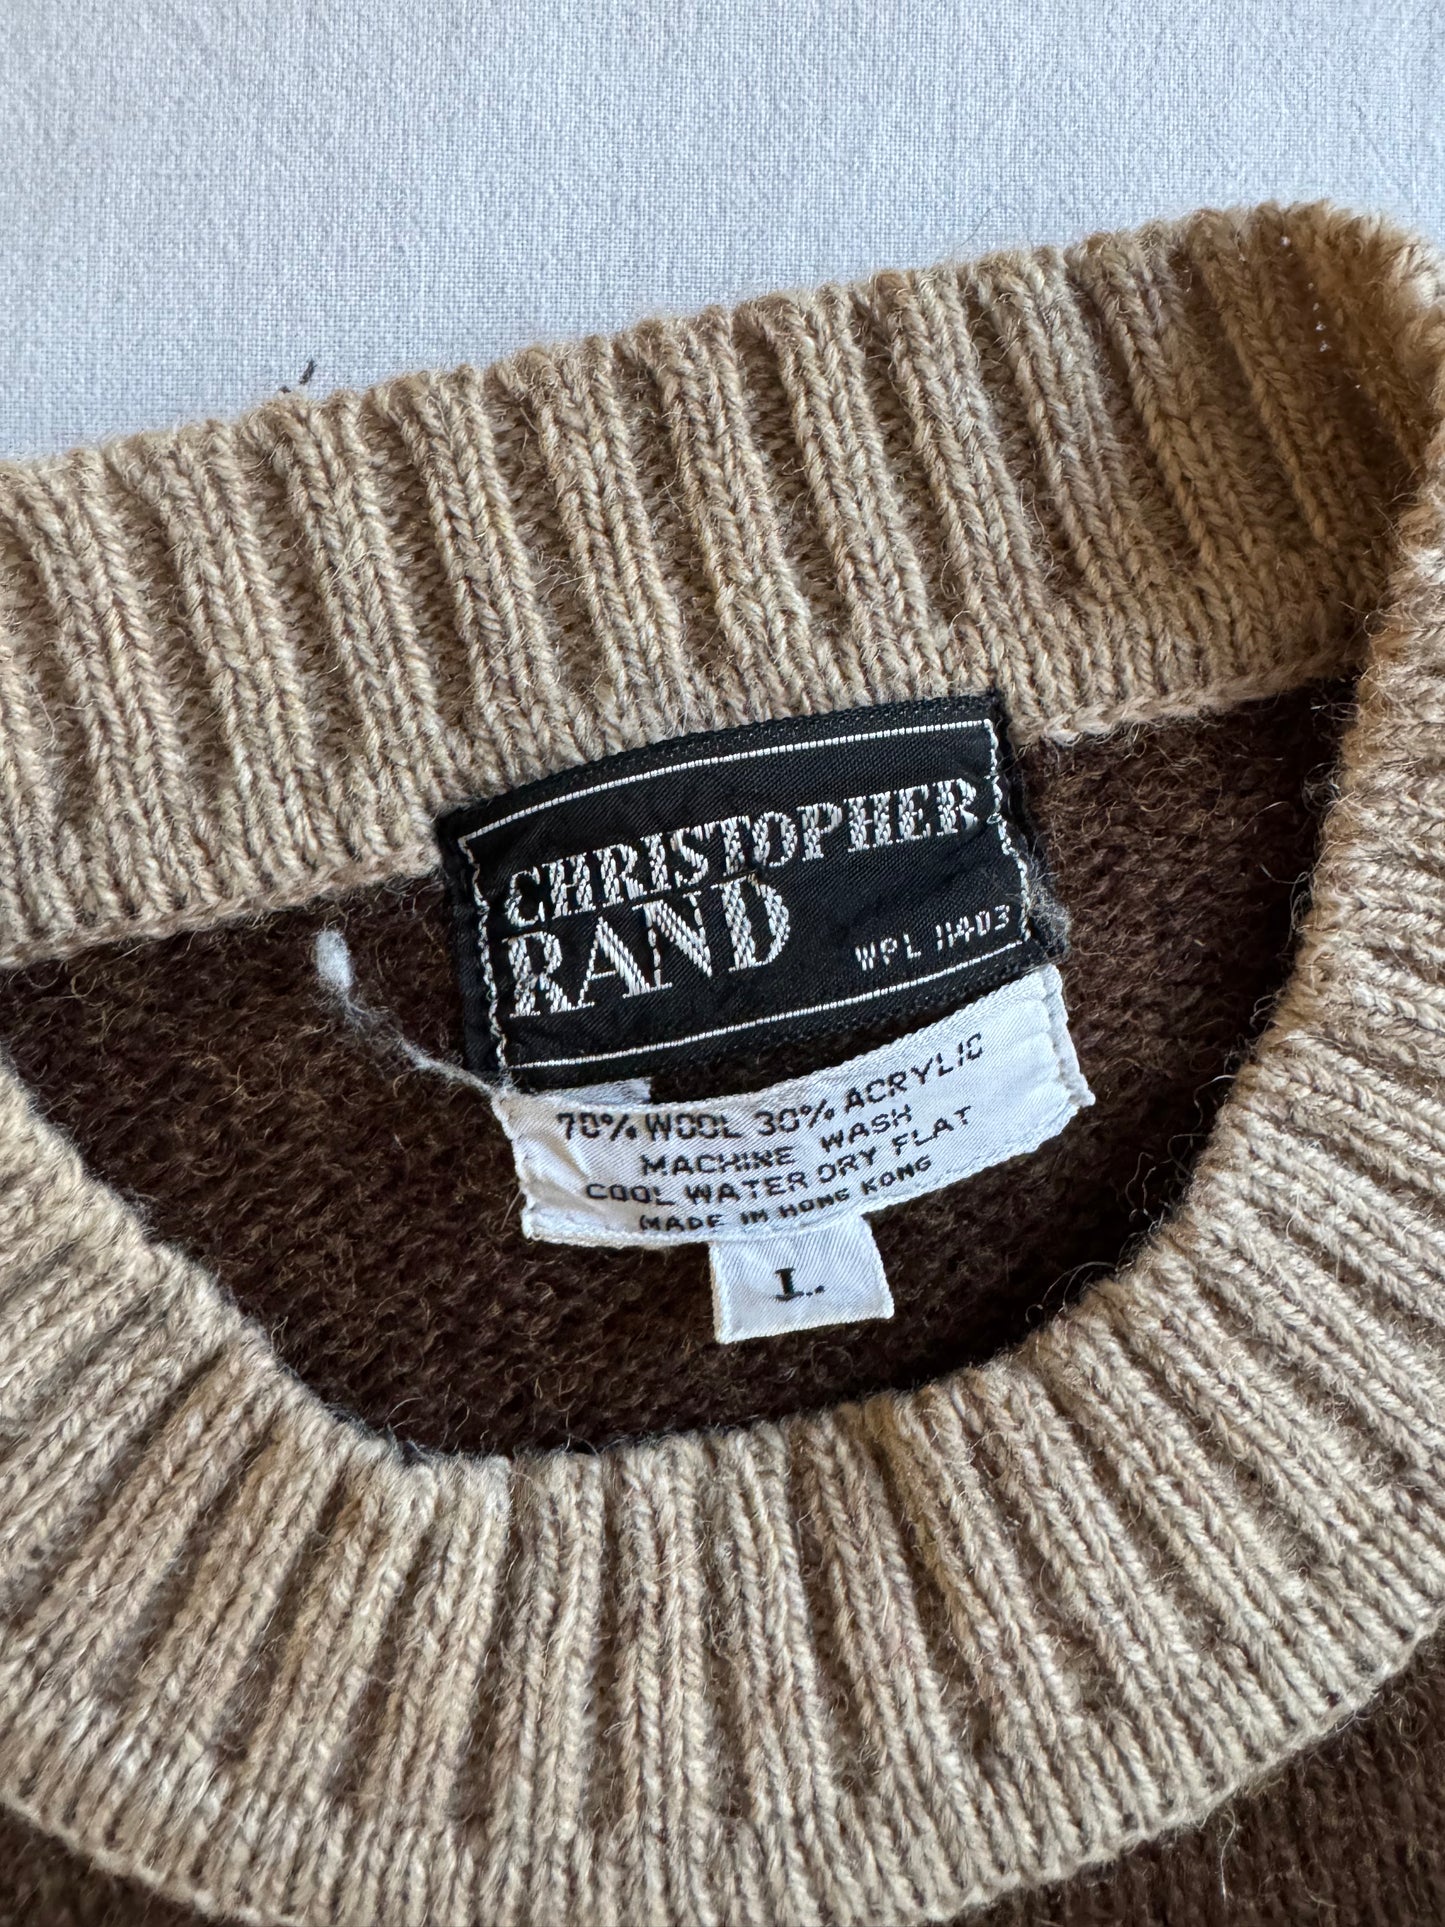 CHRISTOPHER
RAND
WPL 11403
70% WOOL 30% ACRYLIC
MACHINE WASH
COOL WATER DRY FLAT
MADE IN HONG KONG
L.